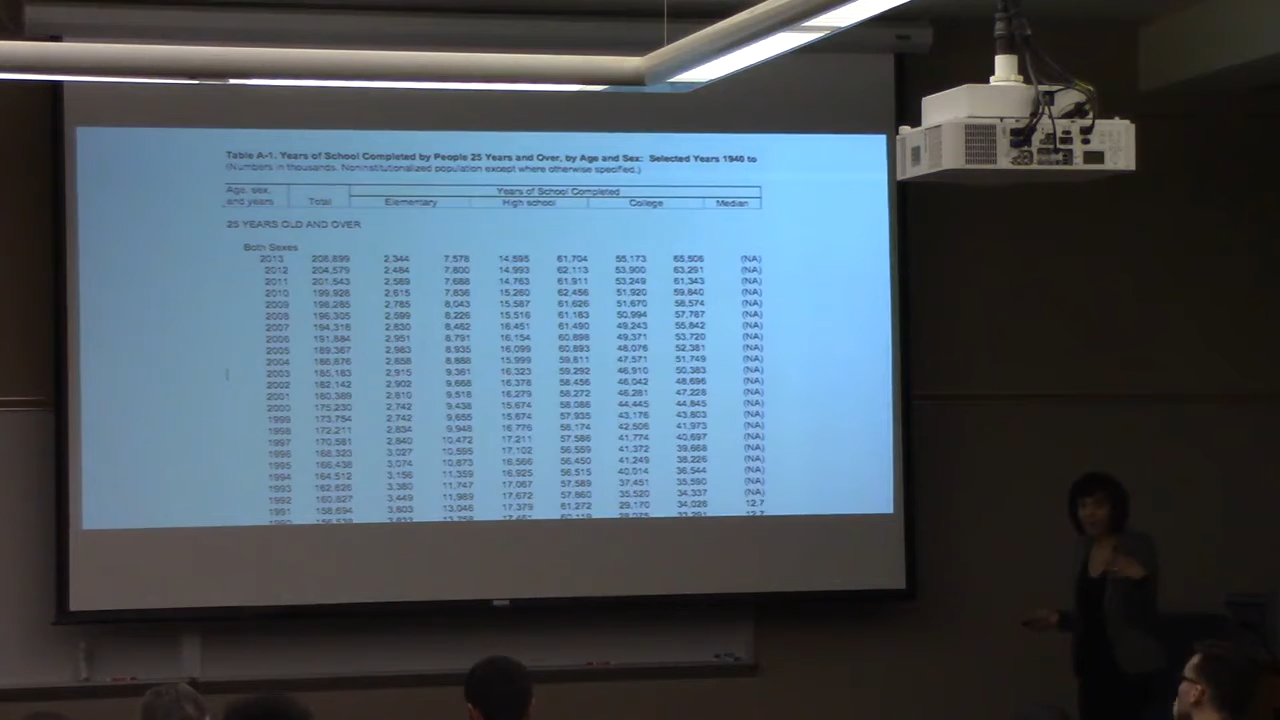 Table A-1. Years of School Completed by People 25 Years and Over, by Age and Sex: Selected Years 1940 to
(Numbers in thousands. Noninstitutionalized population except where otherwise specified.)
Age, sex, and years Total Years of School Completed
Elementary High school College Median
25 YEARS OLD AND OVER
Both Sexes
2013 206,899 2,344 7,578 14,595 61,704 55,173 65,506 (NA)
2012 204,579 2,484 7,800 14,993 62,113 53,900 63,291 (NA)
2011 201,543 2,589 7,688 14,763 61,911 53,249 61,343 (NA)
2010 199,928 2,615 7,836 15,260 62,456 51,920 59,840 (NA)
2009 198,285 2,785 8,043 15,587 61,626 51,670 58,574 (NA)
2008 196,305 2,599 8,226 15,516 61,183 50,994 57,787 (NA)
2007 194,318 2,830 8,462 16,451 61,490 49,243 55,842 (NA)
2006 191,884 2,951 8,791 16,154 60,898 49,371 53,720 (NA)
2005 189,367 2,983 8,935 16,099 60,893 48,076 52,381 (NA)
2004 186,876 2,858 8,888 15,999 59,811 47,571 51,749 (NA)
2003 185,183 2,915 9,361 16,323 59,292 46,910 50,383 (NA)
2002 182,142 2,902 9,668 16,378 58,456 46,042 48,696 (NA)
2001 180,389 2,810 9,518 16,279 58,272 46,281 47,228 (NA)
2000 175,230 2,742 9,438 15,674 58,086 44,445 44,845 (NA)
1999 173,754 2,742 9,655 15,674 57,935 43,176 43,803 (NA)
1998 172,211 2,834 9,948 16,776 58,174 42,506 41,973 (NA)
1997 170,581 2,840 10,472 17,211 57,586 41,774 40,697 (NA)
1996 168,323 3,027 10,595 17,102 56,559 41,372 39,668 (NA)
1995 166,438 3,074 10,873 16,566 56,450 41,249 38,226 (NA)
1994 164,512 3,156 11,359 16,925 56,515 40,014 36,544 (NA)
1993 162,826 3,380 11,747 17,067 57,589 37,451 35,590 (NA)
1992 160,827 3,449 11,989 17,672 57,860 35,520 34,337 (NA)
1991 158,694 3,803 13,046 17,379 61,272 29,170 34,026 12.7